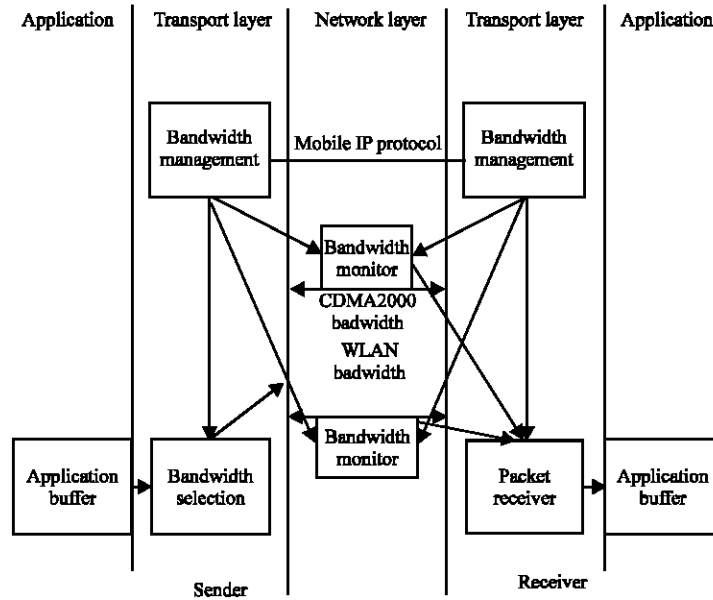 Application
Transport layer
Network layer
Transport layer
Application
Bandwidth
management
Mobile IP protocol
Bandwidth
management
Bandwidth
monitor
CDMA2000
badwidth
WLAN
badwidth
Bandwidth
monitor
Application
buffer
Bandwidth
selection
Packet
receiver
Application
buffer
Sender
Receiver